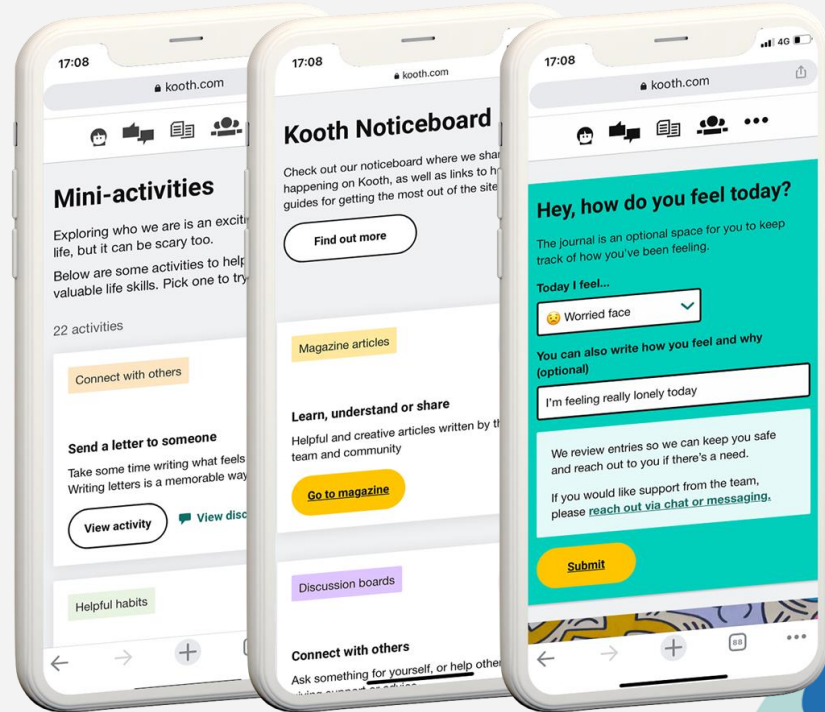 17:08
kooth.com
Mini-activities
Exploring who we are is an
life, but it can be scary too.
Below are some activities to help
valuable life skills. Pick one to try
22 activities
Connect with others
Send a letter to someone
Take some time writing what feels
Writing letters is a memorable way
View activity
View
Helpful habits
17:08
kooth.com
Kooth Noticeboard
Check out our noticeboard where we
happening on Kooth, as well as links to
guides for getting the most out of the site
Find out more
Magazine articles
Learn, understand or share
Helpful and creative articles written by
team and community
Go to magazine
Discussion boards
Connect with others
Ask something for yourself, or help
17:08
4G
kooth.com
Hey, how do you feel today?
The journal is an optional space for you to keep
track of how you've been feeling.
Today I feel...
Worried face
You can also write how you feel and why
(optional)
I'm feeling really lonely today
We review entries so we can keep you safe
and reach out to you if there's a need.
If you would like support from the team,
please reach out via chat or messaging.
Submit
88